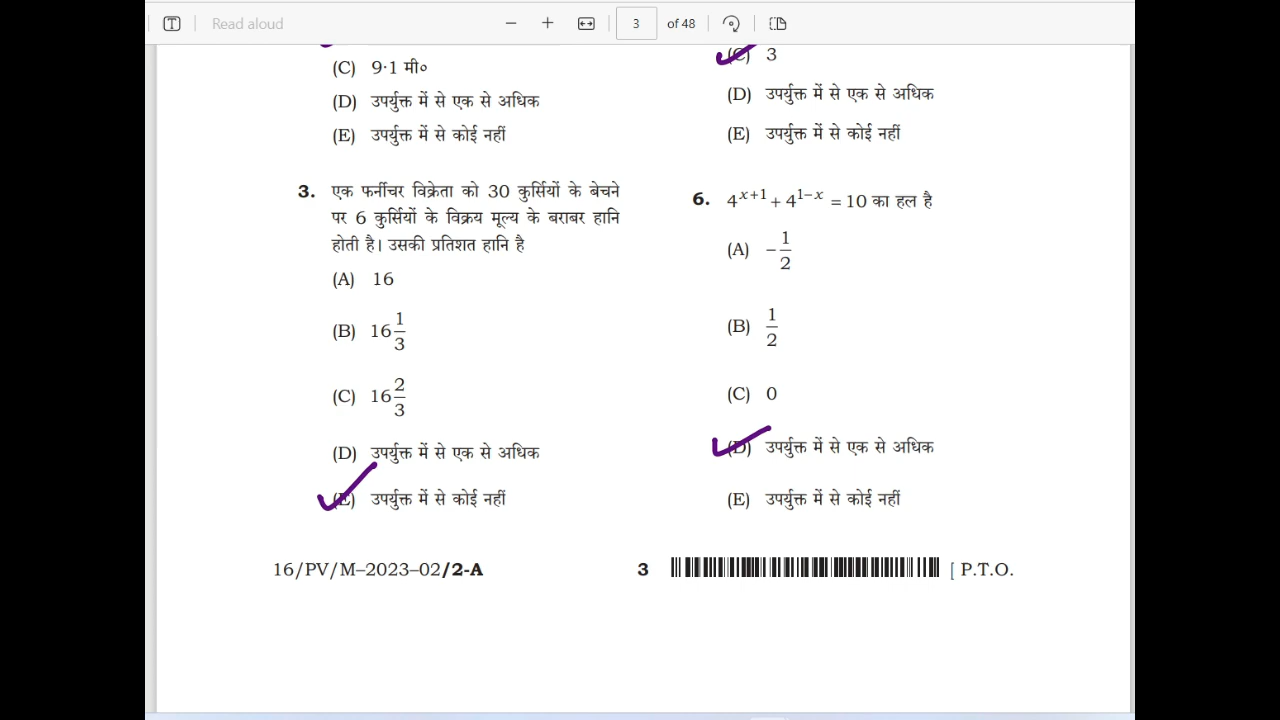 Read aloud
3 of 48
(C) 9·1 मी०
(D) उपर्युक्त में से एक से अधिक
(E) उपर्युक्त में से कोई नहीं
3. एक फर्नीचर विक्रेता को 30 कुर्सियों के बेचने
पर 6 कुर्सियों के विक्रय मूल्य के बराबर हानि
होती है। उसकी प्रतिशत हानि है
(A) 16
(B) 16 1/3
(C) 16 2/3
(D) उपर्युक्त में से एक से अधिक
(E) उपर्युक्त में से कोई नहीं
(C) 3
(D) उपर्युक्त में से एक से अधिक
(E) उपर्युक्त में से कोई नहीं
6. 4^{x+1} + 4^{1–x} = 10 का हल है
(A) –1/2
(B) 1/2
(C) 0
(D) उपर्युक्त में से एक से अधिक
(E) उपर्युक्त में से कोई नहीं
16/PV/M–2023–02/2-A 3 [ P.T.O.